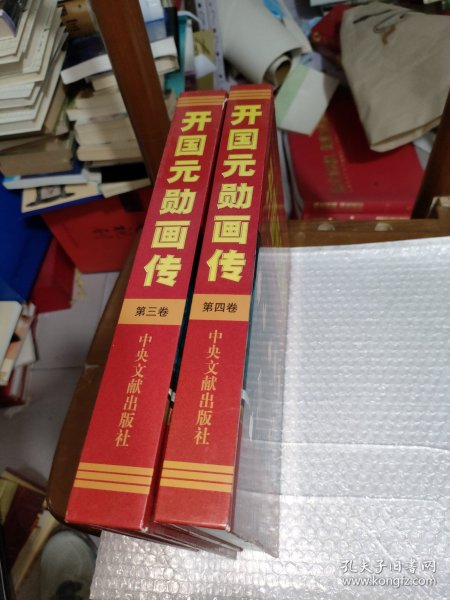 开国元勋画传
第三卷
中央文献出版社
开国元勋画传
第四卷
中央文献出版社
孔夫子旧书网
www.kongfz.com